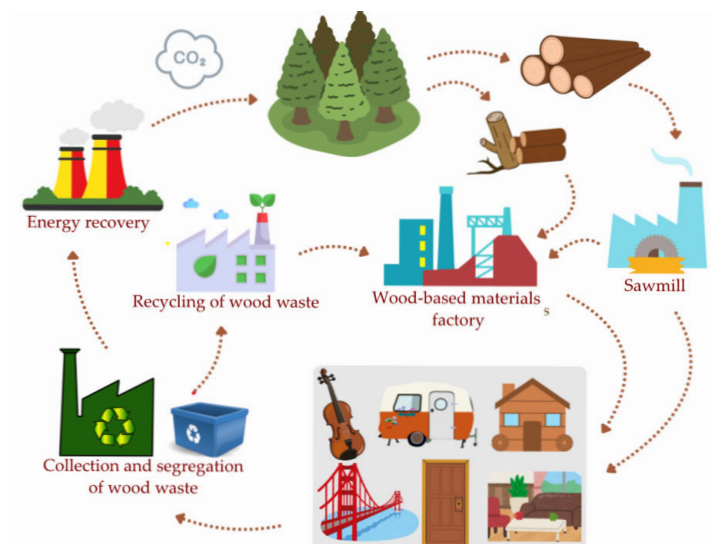 CO₂
Energy recovery
Recycling of wood waste
Wood-based materials
factory
s
Sawmill
Collection and segregation
of wood waste